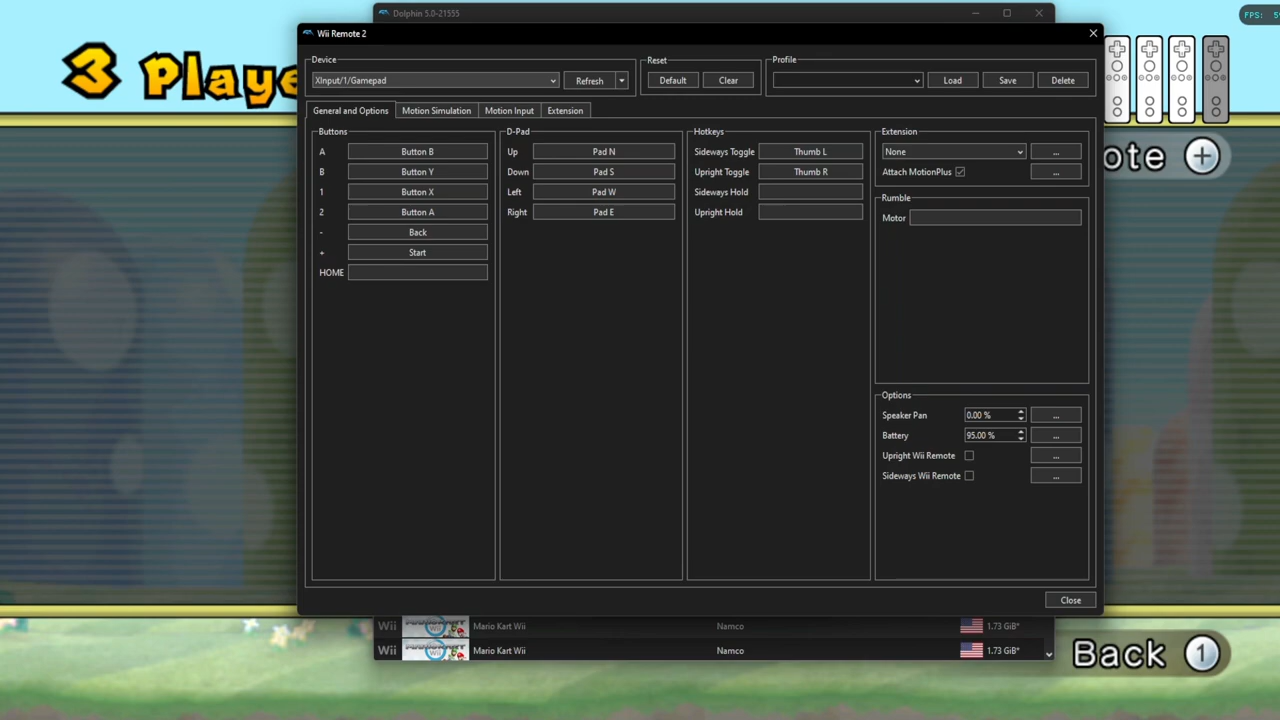 Dolphin 5.0-21555
FPS:
Wii Remote 2
3 Playe
Device
XInput/1/Gamepad
Refresh
Reset
Default
Clear
Profile
Load
Save
Delete
General and Options
Motion Simulation
Motion Input
Extension
Buttons
A Button B
B Button Y
1 Button X
2 Button A
- Back
+ Start
HOME
D-Pad
Up Pad N
Down Pad S
Left Pad W
Right Pad E
Hotkeys
Sideways Toggle Thumb L
Upright Toggle Thumb R
Sideways Hold
Upright Hold
Extension
None ...
Attach MotionPlus ...
Rumble
Motor
Options
Speaker Pan 0.00 % ...
Battery 95.00 % ...
Upright Wii Remote ...
Sideways Wii Remote ...
Close
ote +
Wii Mario Kart Wii Namco 1.73 GiB*
Wii Mario Kart Wii Namco 1.73 GiB*
Back 1